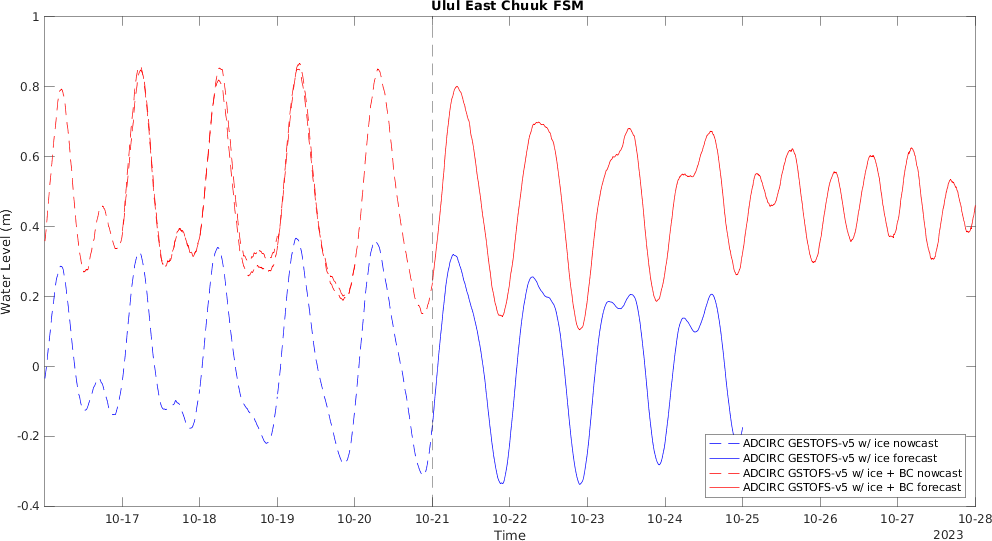 Ulul East Chuuk FSM
1
0.8
0.6
0.4
0.2
0
-0.2
-0.4
Water Level (m)
10-17 10-18 10-19 10-20 10-21 10-22 10-23 10-24 10-25 10-26 10-27 10-28
Time
2023
ADCIRC GESTOFS-v5 w/ ice nowcast
ADCIRC GESTOFS-v5 w/ ice forecast
ADCIRC GSTOFS-v5 w/ ice + BC nowcast
ADCIRC GSTOFS-v5 w/ ice + BC forecast